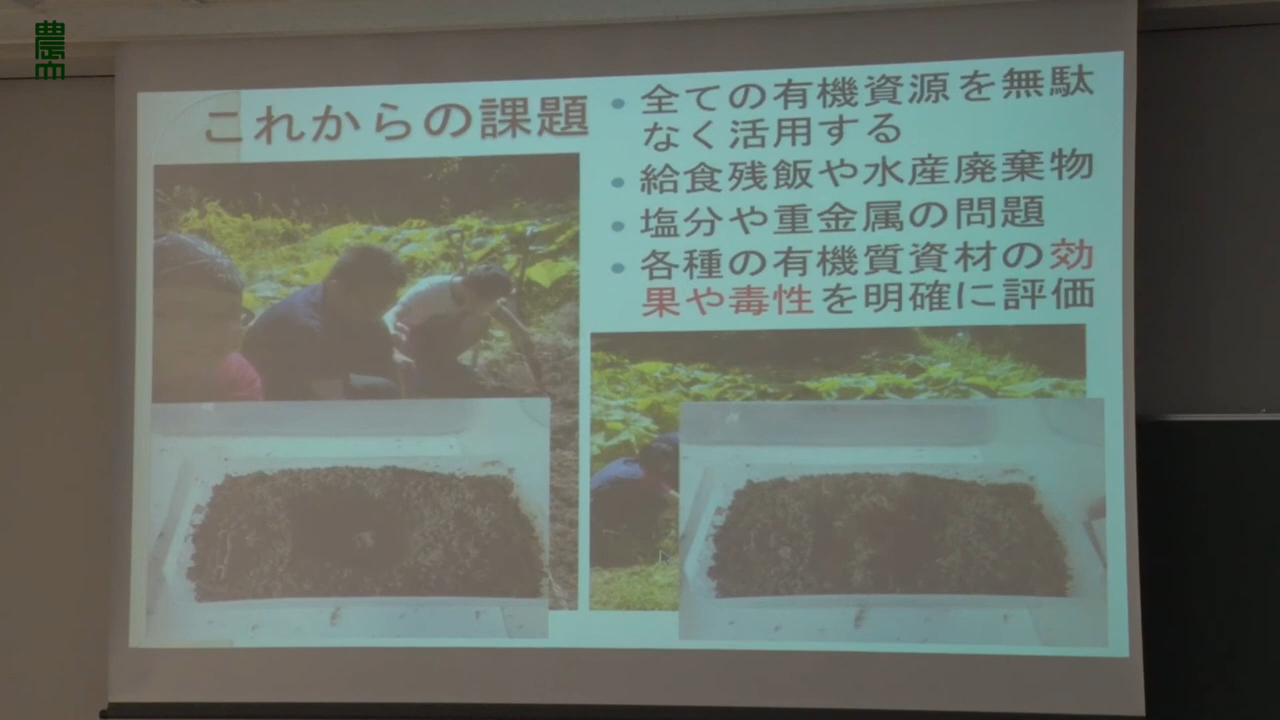 農大
これからの課題
全ての有機資源を無駄
なく活用する
給食残飯や水産廃棄物
塩分や重金属の問題
各種の有機質資材の効
果や毒性を明確に評価